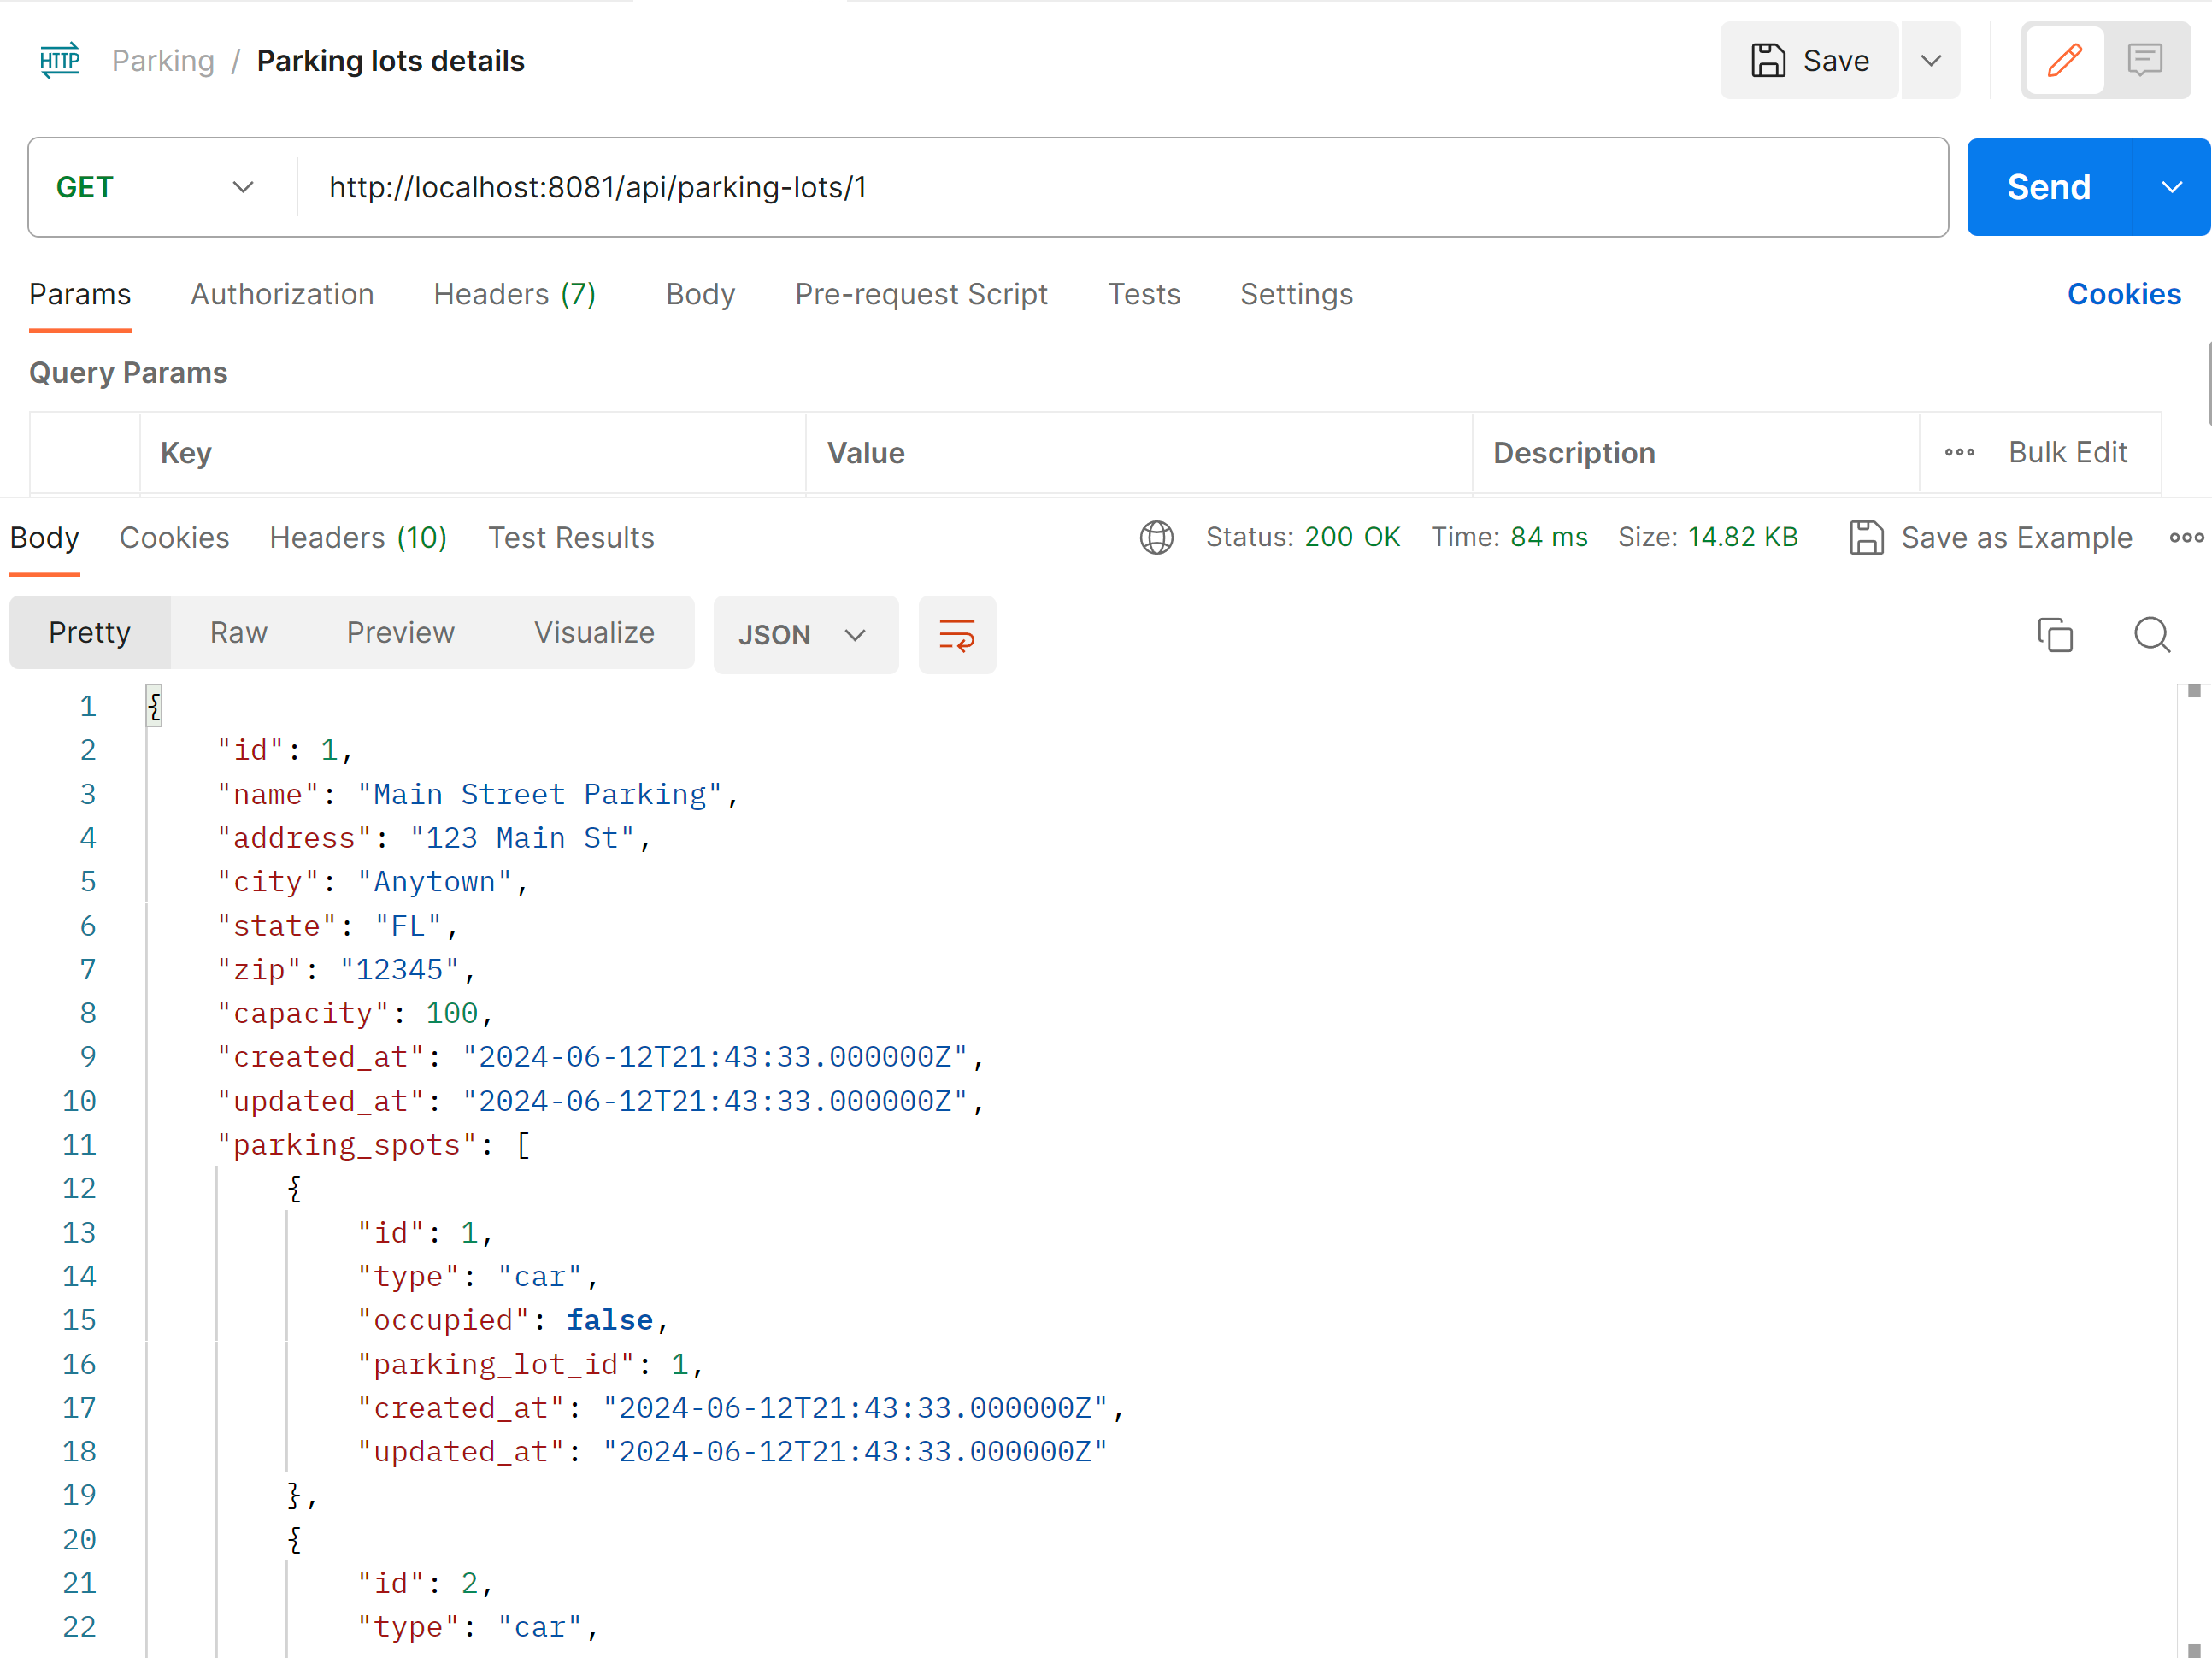 HTTP Parking / Parking lots details Save
GET http://localhost:8081/api/parking-lots/1 Send
Params Authorization Headers (7) Body Pre-request Script Tests Settings Cookies
Query Params
Key Value Description Bulk Edit
Body Cookies Headers (10) Test Results Status: 200 OK Time: 84 ms Size: 14.82 KB Save as Example
Pretty Raw Preview Visualize JSON
1 {
2 "id": 1,
3 "name": "Main Street Parking",
4 "address": "123 Main St",
5 "city": "Anytown",
6 "state": "FL",
7 "zip": "12345",
8 "capacity": 100,
9 "created_at": "2024-06-12T21:43:33.000000Z",
10 "updated_at": "2024-06-12T21:43:33.000000Z",
11 "parking_spots": [
12 {
13 "id": 1,
14 "type": "car",
15 "occupied": false,
16 "parking_lot_id": 1,
17 "created_at": "2024-06-12T21:43:33.000000Z",
18 "updated_at": "2024-06-12T21:43:33.000000Z"
19 },
20 {
21 "id": 2,
22 "type": "car",